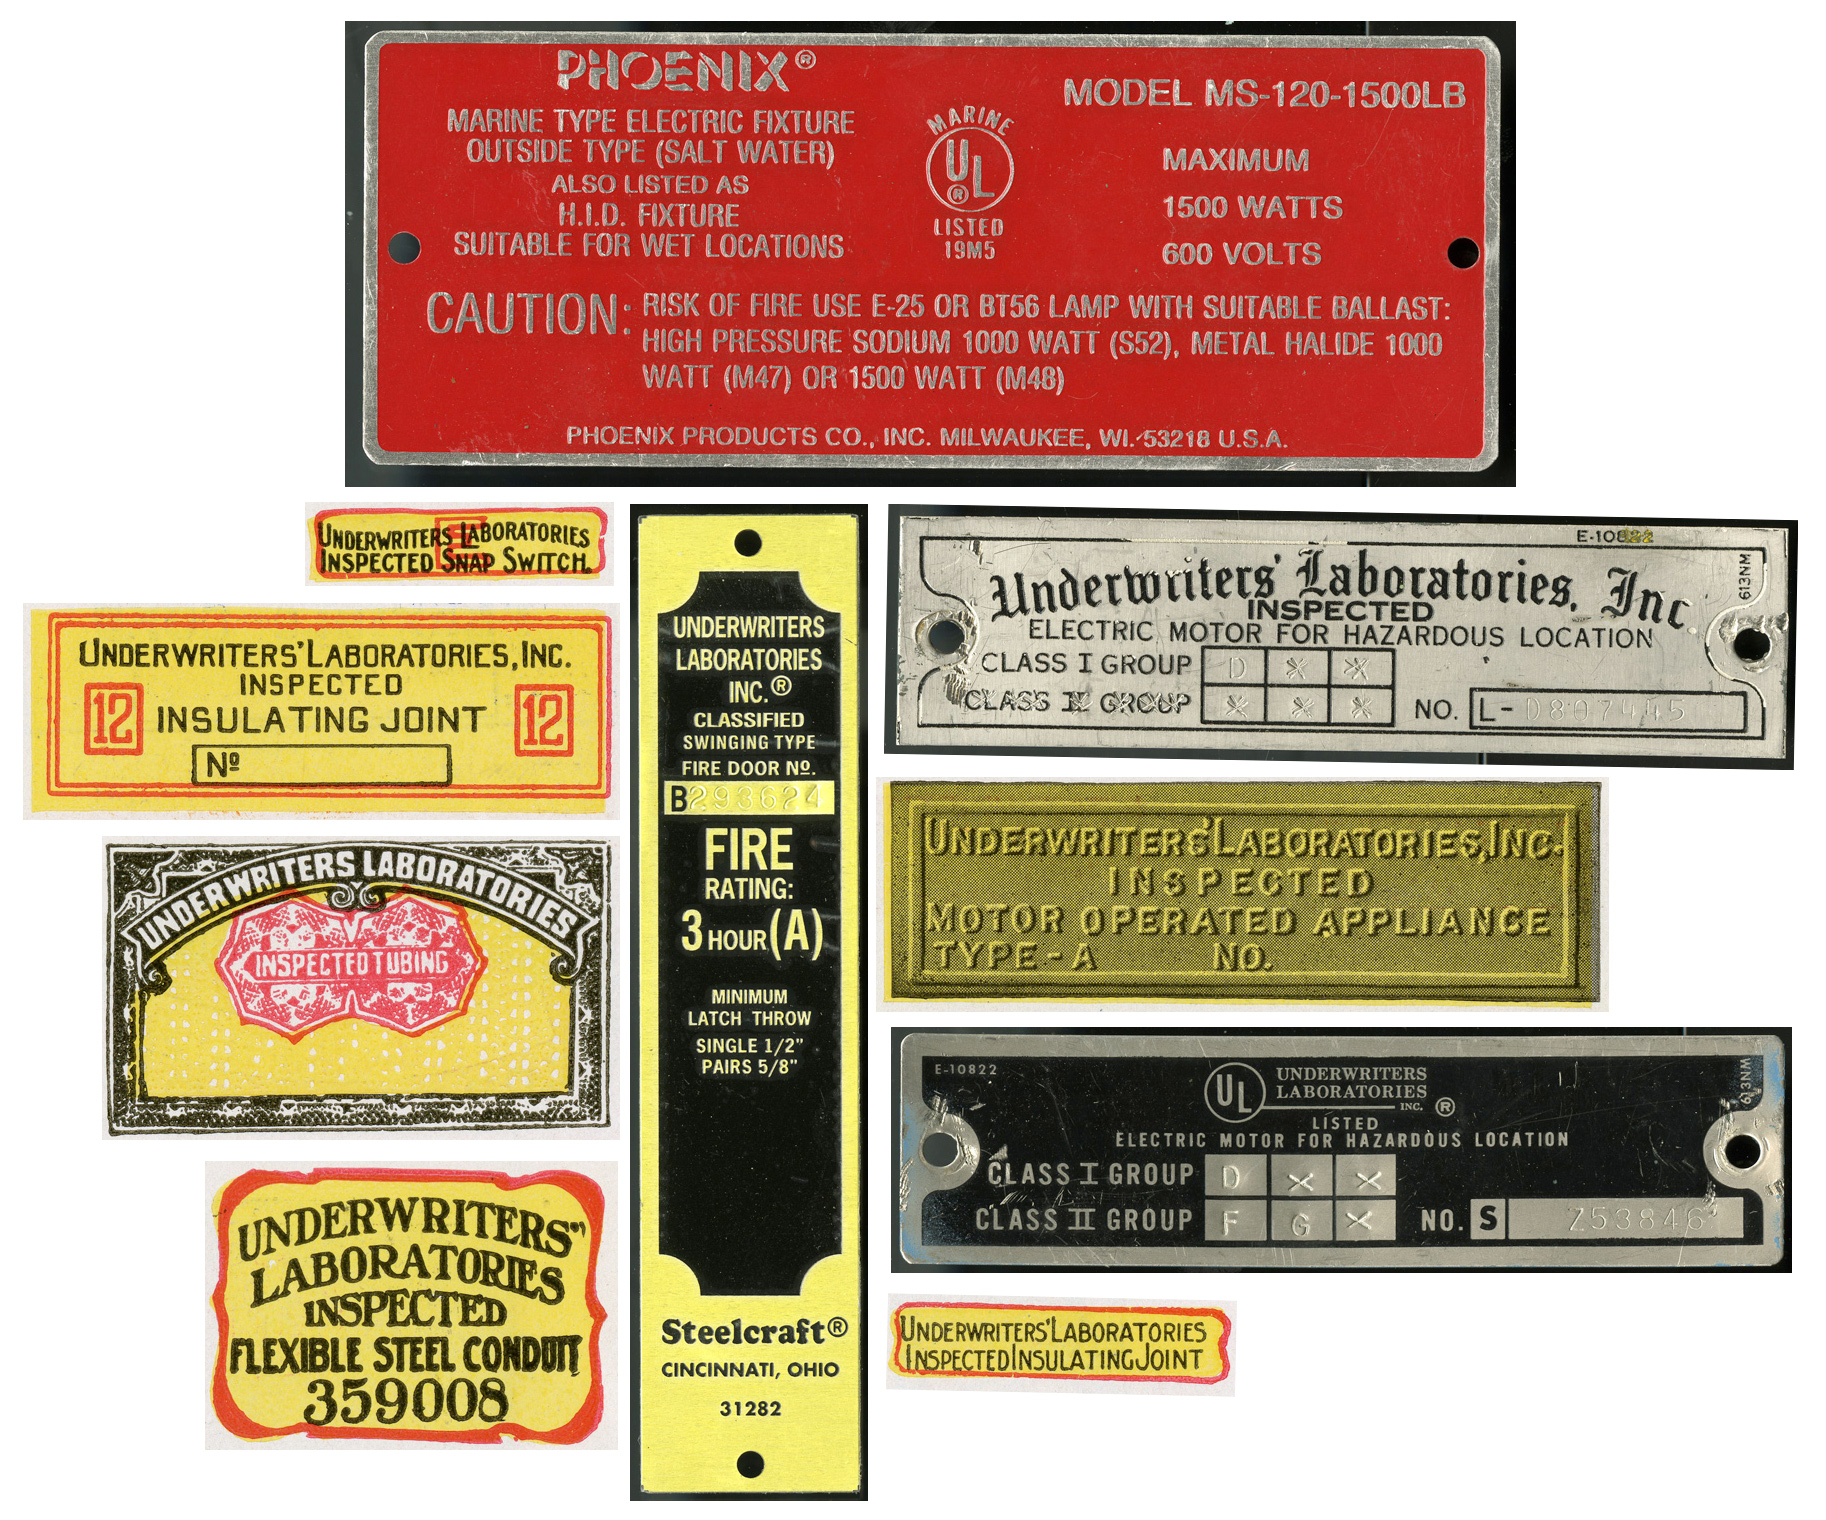 PHOENIX®
MARINE TYPE ELECTRIC FIXTURE
OUTSIDE TYPE (SALT WATER)
ALSO LISTED AS
H.I.D. FIXTURE
SUITABLE FOR WET LOCATIONS
MARINE
UL
®
LISTED
19M5
MODEL MS-120-1500LB
MAXIMUM
1500 WATTS
600 VOLTS
CAUTION: RISK OF FIRE USE E-25 OR BT56 LAMP WITH SUITABLE BALLAST:
HIGH PRESSURE SODIUM 1000 WATT (S52), METAL HALIDE 1000
WATT (M47) OR 1500 WATT (M48)
PHOENIX PRODUCTS CO., INC. MILWAUKEE, WI. 53218 U.S.A.
UNDERWRITERS LABORATORIES
INSPECTED SNAP SWITCH.
E
UNDERWRITERS' LABORATORIES, INC.
INSPECTED
12 INSULATING JOINT 12
Nº
UNDERWRITERS LABORATORIES
INSPECTED TUBING
UNDERWRITERS"
LABORATORIES
INSPECTED
FLEXIBLE STEEL CONDUIT
359008
UNDERWRITERS
LABORATORIES
INC.®
CLASSIFIED
SWINGING TYPE
FIRE DOOR Nº.
B293624
FIRE
RATING:
3 HOUR (A)
MINIMUM
LATCH THROW
SINGLE 1/2"
PAIRS 5/8"
Steelcraft®
CINCINNATI, OHIO
31282
E-10822
613NM
Underwriters' Laboratories, Inc.
INSPECTED
ELECTRIC MOTOR FOR HAZARDOUS LOCATION
CLASS I GROUP D X X
CLASS II GROUP X X X NO. L-D807445
UNDERWRITERS' LABORATORIES, INC.
INSPECTED
MOTOR OPERATED APPLIANCE
TYPE-A NO.
E-10822
613NM
UL UNDERWRITERS
LABORATORIES
INC. ®
LISTED
ELECTRIC MOTOR FOR HAZARDOUS LOCATION
CLASS I GROUP D X X
CLASS II GROUP F G X NO. S Z53846
UNDERWRITERS' LABORATORIES
INSPECTED INSULATING JOINT